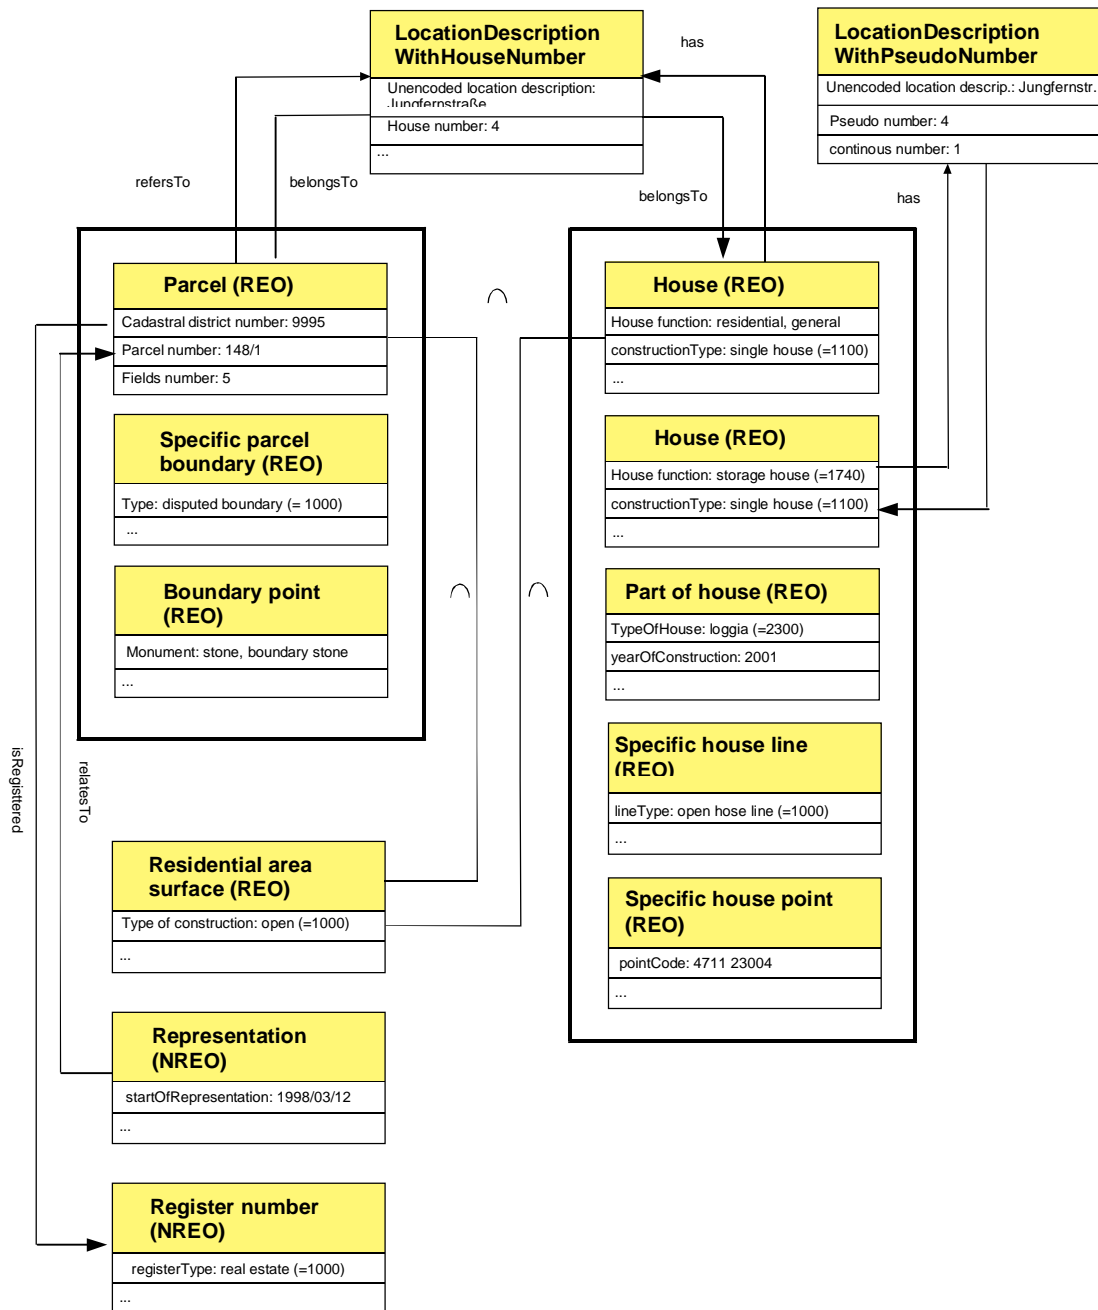 LocationDescription
WithHouseNumber
Unencoded location description:
Jungfernstraße
House number: 4
...
has
LocationDescription
WithPseudoNumber
Unencoded location descrip.: Jungfernstr.
Pseudo number: 4
continous number: 1
refersTo
belongsTo
belongsTo
has
Parcel (REO)
Cadastral district number: 9995
Parcel number: 148/1
Fields number: 5
Specific parcel
boundary (REO)
Type: disputed boundary (= 1000)
...
Boundary point
(REO)
Monument: stone, boundary stone
...
House (REO)
House function: residential, general
constructionType: single house (=1100)
...
House (REO)
House function: storage house (=1740)
constructionType: single house (=1100)
...
Part of house (REO)
TypeOfHouse: loggia (=2300)
yearOfConstruction: 2001
...
Specific house line
(REO)
lineType: open hose line (=1000)
...
Specific house point
(REO)
pointCode: 4711 23004
...
isRegisttered
relatesTo
Residential area
surface (REO)
Type of construction: open (=1000)
...
Representation
(NREO)
startOfRepresentation: 1998/03/12
...
Register number
(NREO)
registerType: real estate (=1000)
...